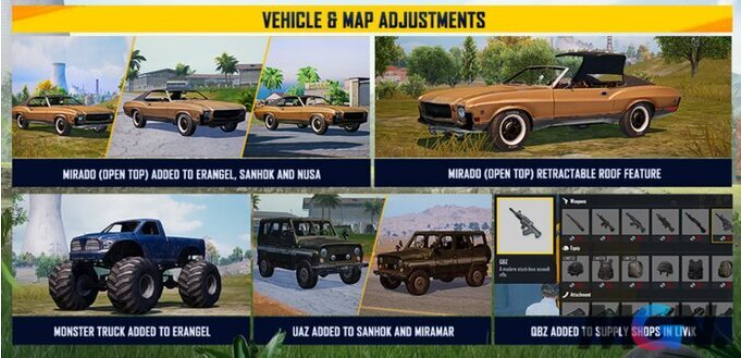 VEHICLE & MAP ADJUSTMENTS
MIRADO (OPEN TOP) ADDED TO ERANGEL, SANHOK AND NUSA
MIRADO (OPEN TOP) RETRACTABLE ROOF FEATURE
Weapons
QBZ
Equip
Attachment
MONSTER TRUCK ADDED TO ERANGEL
UAZ ADDED TO SANHOK AND MIRAMAR
QBZ ADDED TO SUPPLY SHOPS IN LIVIK